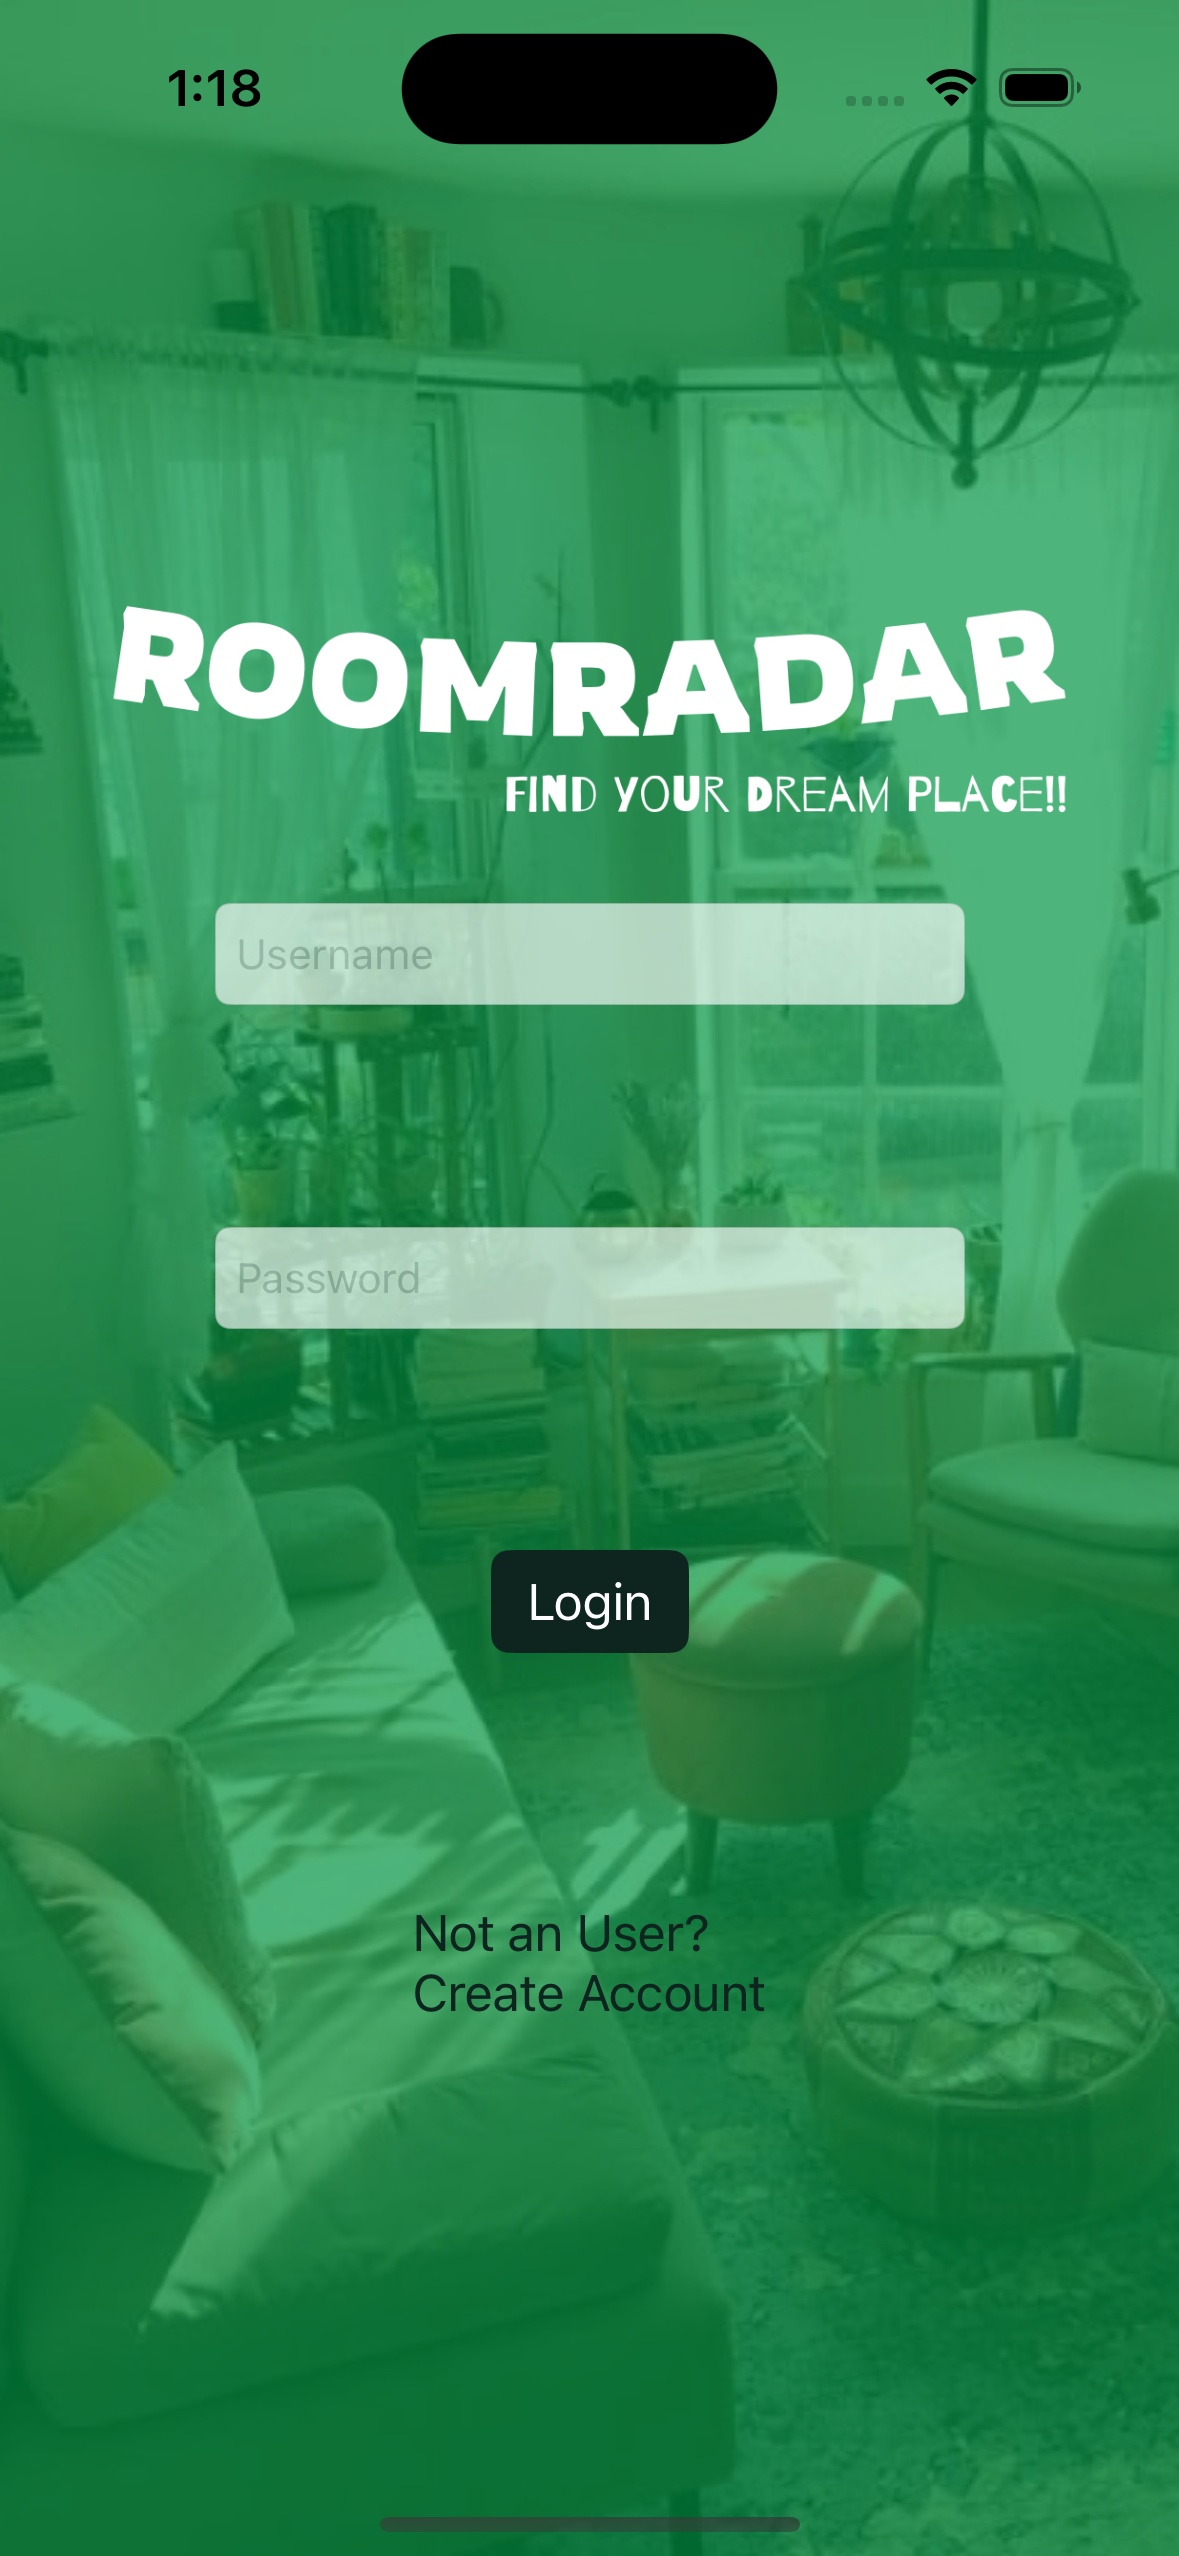 1:18
ROOMRADAR
FIND YOUR DREAM PLACE!!
Username
Password
Login
Not an User?
Create Account